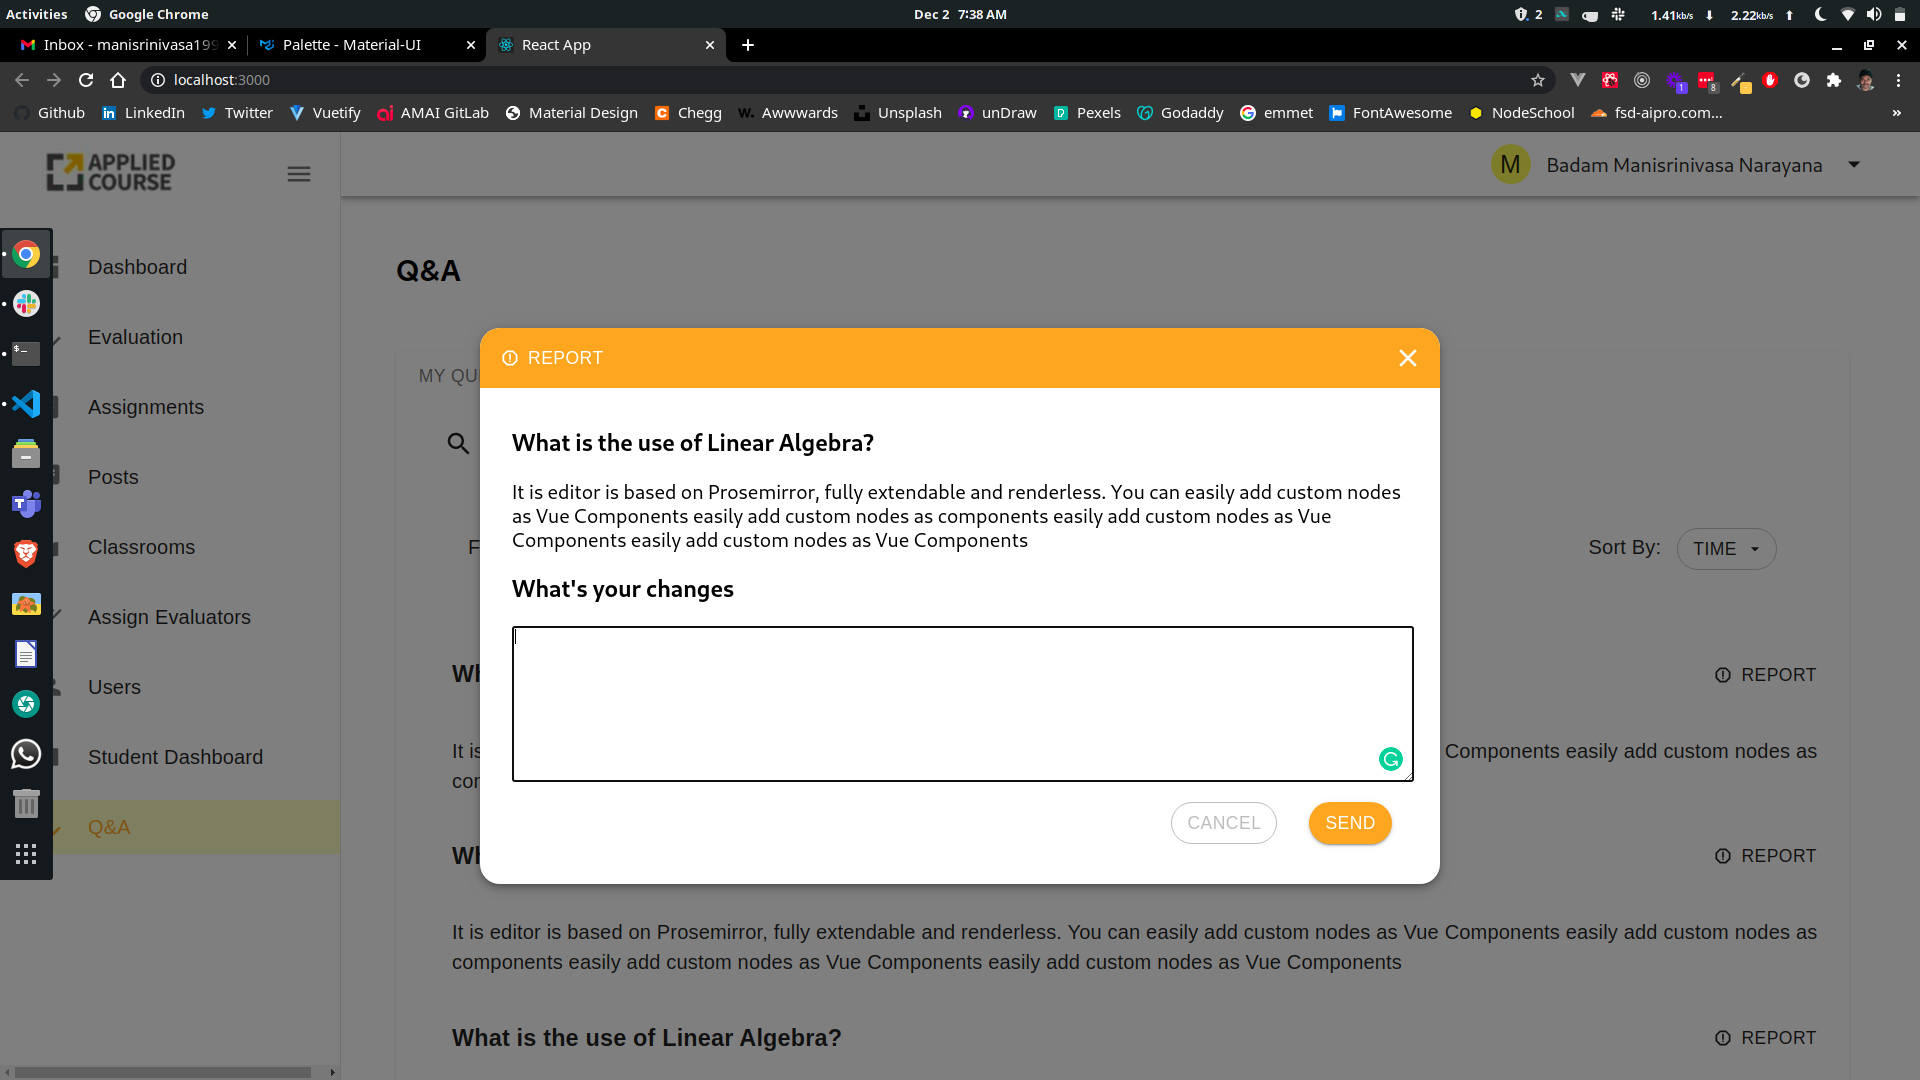 Activities
Google Chrome
Dec 2 7:38 AM
2
1.41kb/s
2.22kb/s
Inbox - manisrinivasa199
Palette - Material-UI
React App
localhost:3000
1
8
Github
LinkedIn
Twitter
Vuetify
AMAI GitLab
Material Design
Chegg
W. Awwwards
Unsplash
unDraw
Pexels
Godaddy
emmet
FontAwesome
NodeSchool
fsd-aipro.com...
»
APPLIED
COURSE
M
Badam Manisrinivasa Narayana
Dashboard
Evaluation
Assignments
Posts
Classrooms
Assign Evaluators
Users
Student Dashboard
Q&A
Q&A
MY QU
F
Sort By:
TIME
REPORT
What is the use of Linear Algebra?
It is editor is based on Prosemirror, fully extendable and renderless. You can easily add custom nodes
as Vue Components easily add custom nodes as components easily add custom nodes as Vue
Components easily add custom nodes as Vue Components
What's your changes
CANCEL
SEND
Wh
REPORT
It is
Components easily add custom nodes as
con
Wh
REPORT
It is editor is based on Prosemirror, fully extendable and renderless. You can easily add custom nodes as Vue Components easily add custom nodes as
components easily add custom nodes as Vue Components easily add custom nodes as Vue Components
What is the use of Linear Algebra?
REPORT